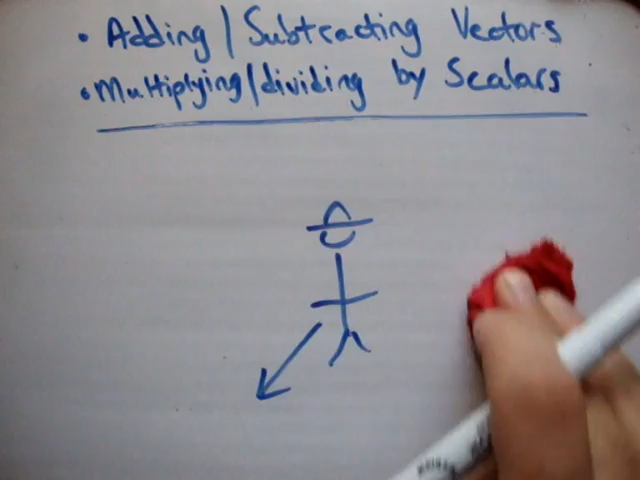 • Adding / Subtracting Vectors
• Multiplying/dividing by Scalars